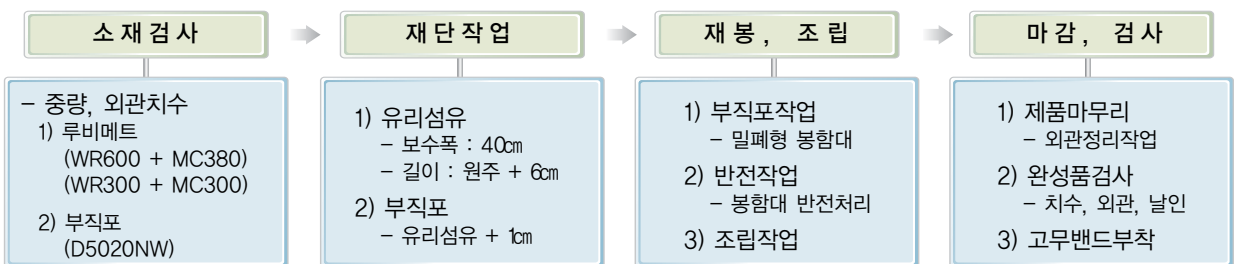 소재검사
- 중량, 외관치수
1) 루비메트
(WR600 + MC380)
(WR300 + MC300)
2) 부직포
(D5020NW)
재단작업
1) 유리섬유
- 보수폭 : 40㎝
- 길이 : 원주 + 6㎝
2) 부직포
- 유리섬유 + 1㎝
재봉, 조립
1) 부직포작업
- 밀폐형 봉함대
2) 반전작업
- 봉함대 반전처리
3) 조립작업
마감, 검사
1) 제품마무리
- 외관정리작업
2) 완성품검사
- 치수, 외관, 날인
3) 고무밴드부착